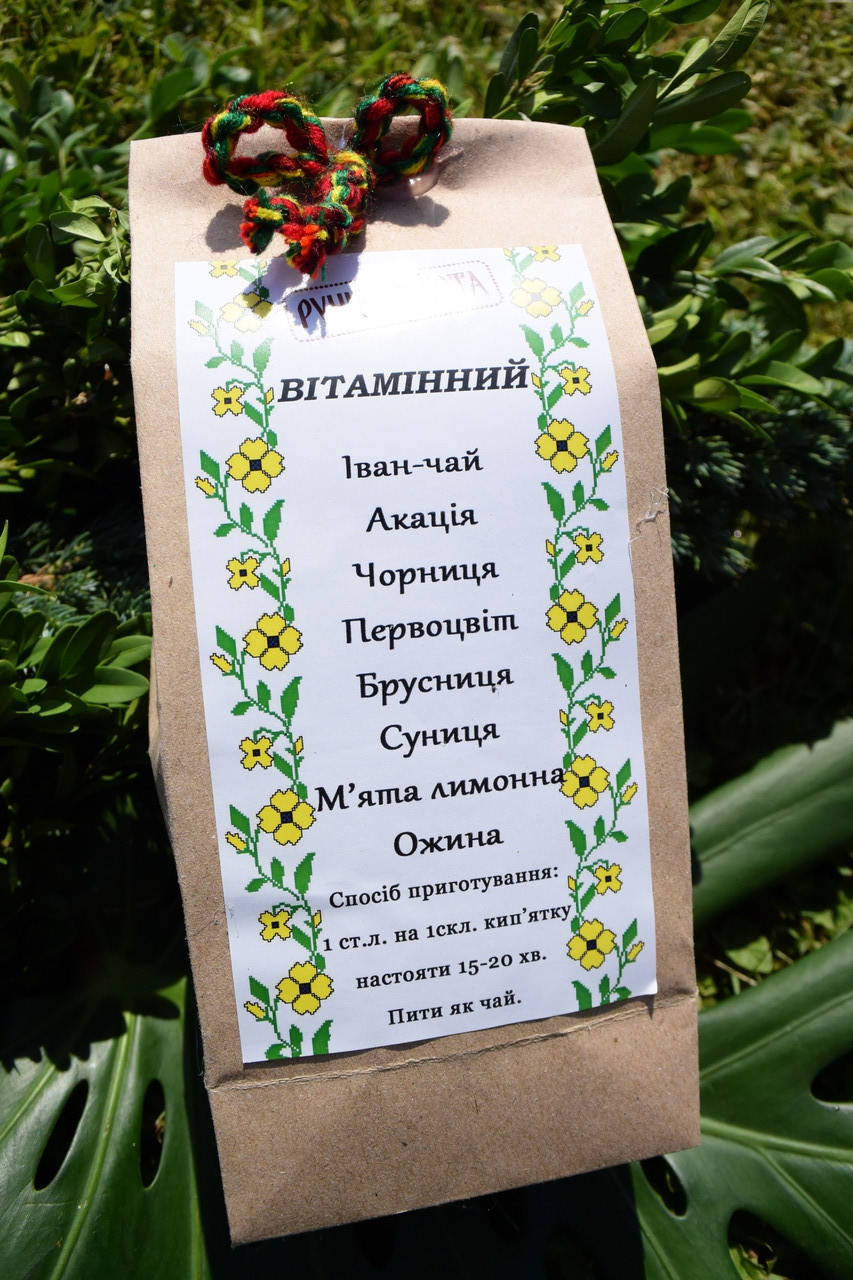 ВІТАМІННИЙ
Іван-чай
Акація
Чорниця
Первоцвіт
Брусниця
Суниця
М'ята лимонна
Ожина
Спосіб приготування:
1 ст.л. на 1скл. кип'ятку
настояти 15-20 хв.
Пити як чай.